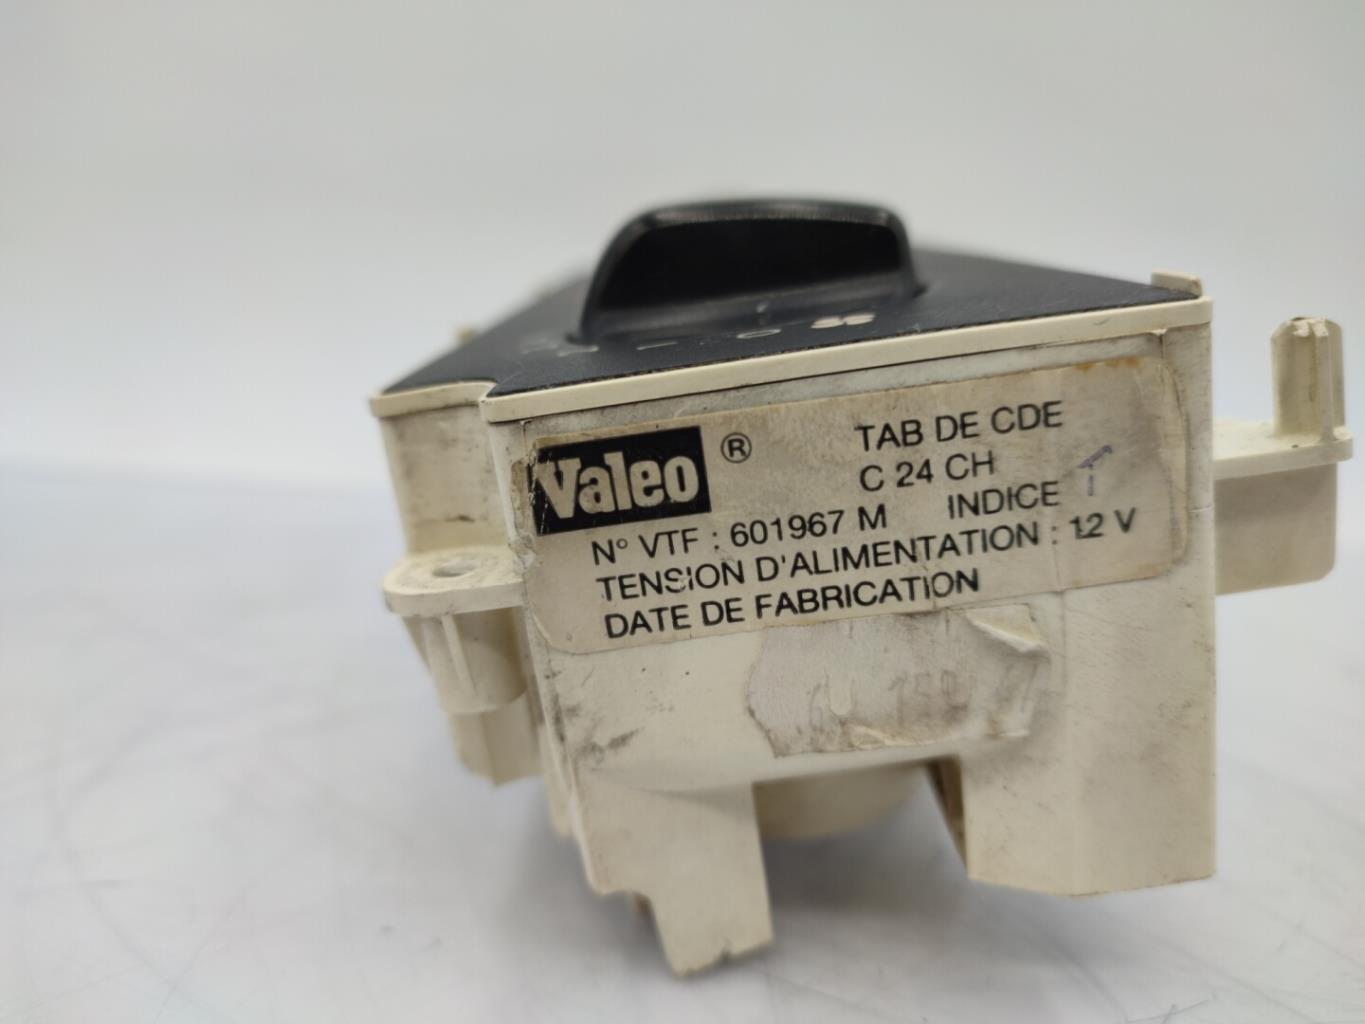 Valeo ® TAB DE CDE
C 24 CH
N° VTF : 601967 M INDICE T
TENSION D'ALIMENTATION : 12 V
DATE DE FABRICATION